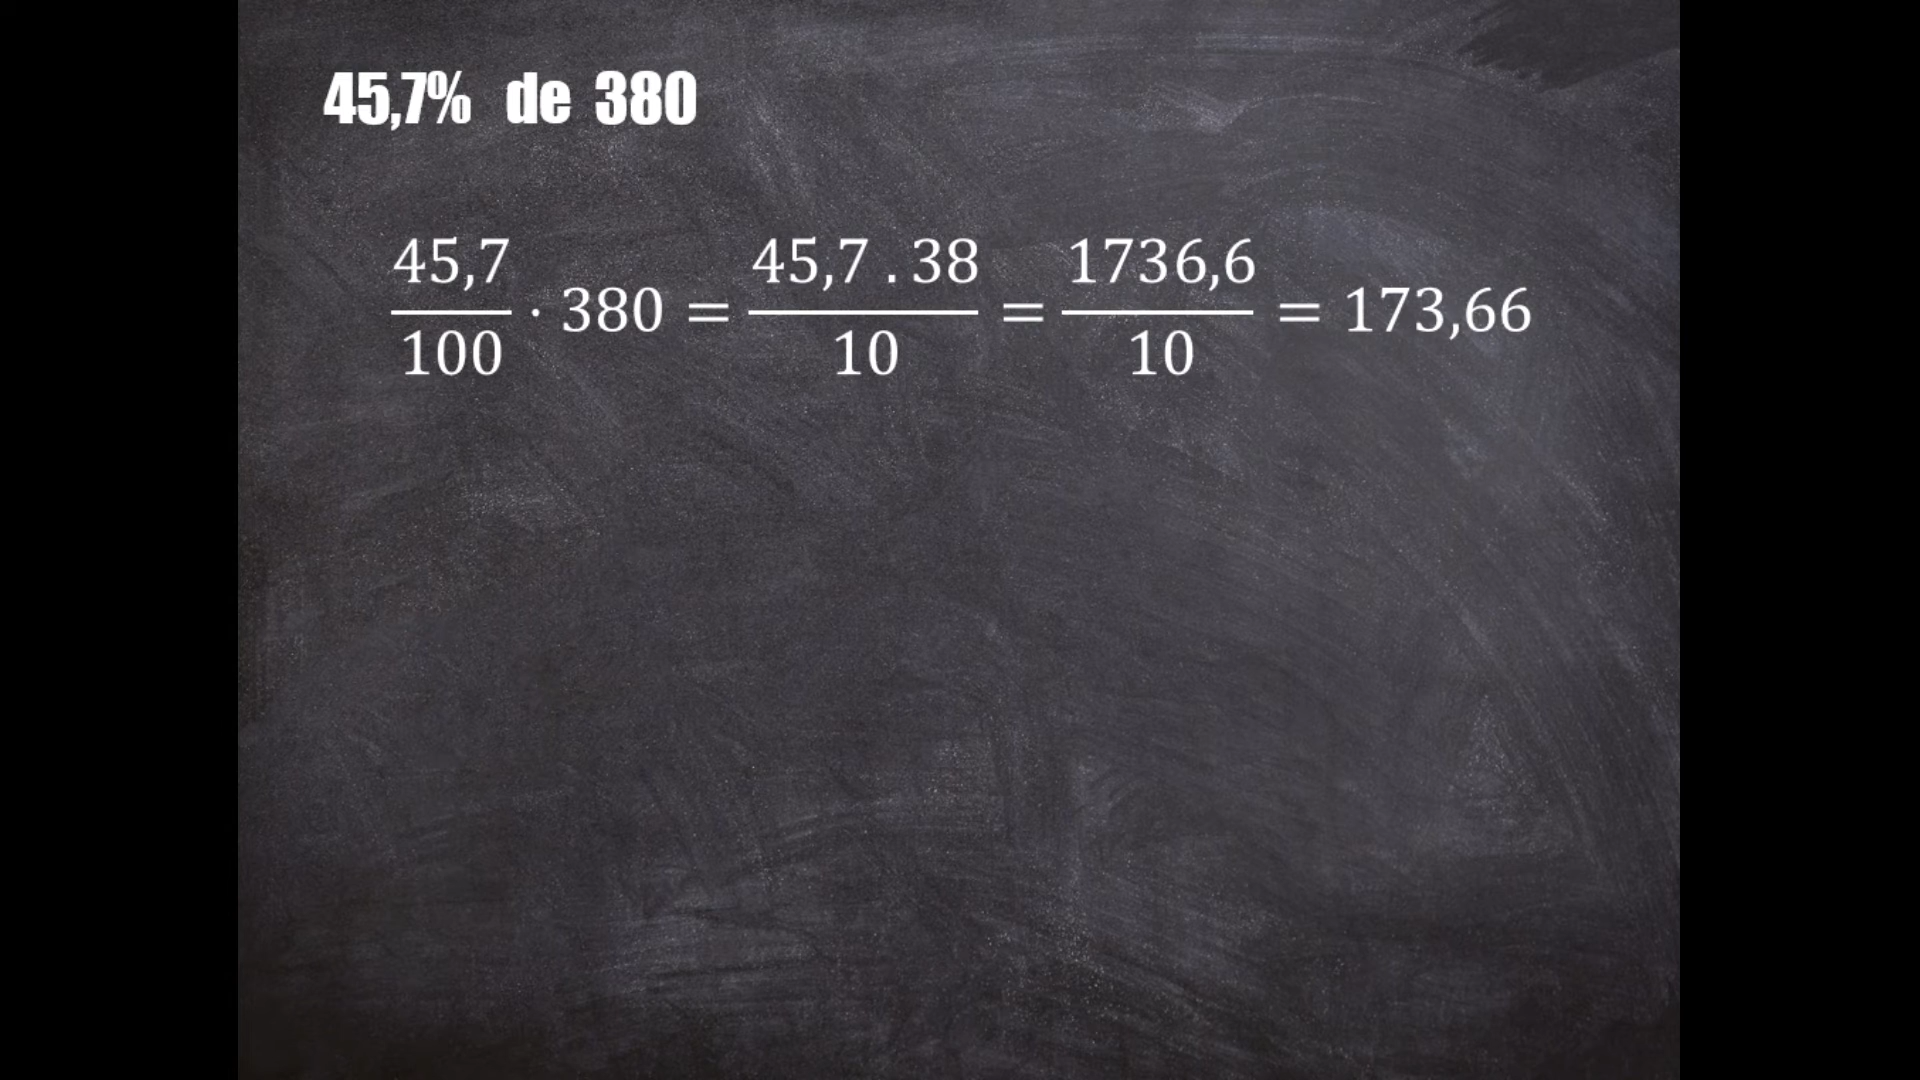 45,7% de 380
45,7/100 · 380 = 45,7 . 38/10 = 1736,6/10 = 173,66